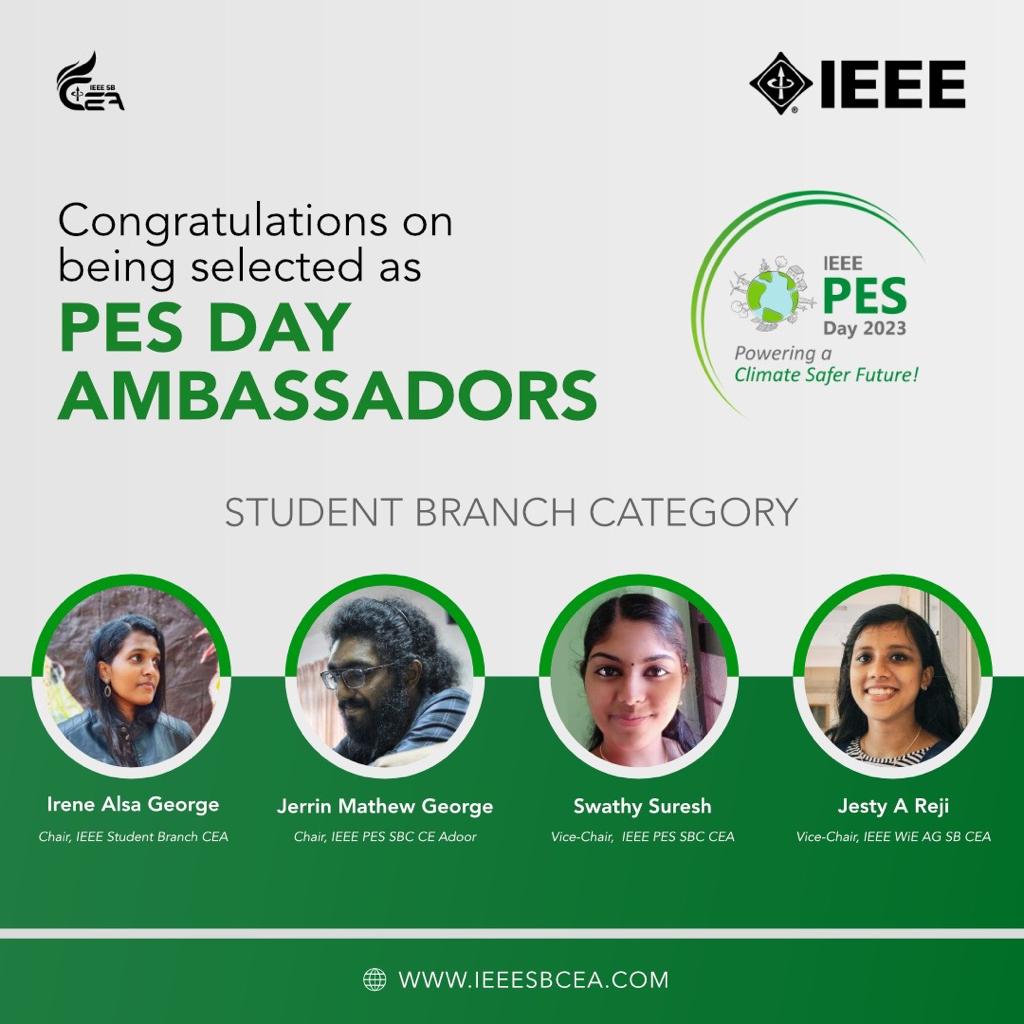 IEEE SB
CEA
IEEE
Congratulations on
being selected as
PES DAY
AMBASSADORS
IEEE
PES
Day 2023
Powering a
Climate Safer Future!
STUDENT BRANCH CATEGORY
Irene Alsa George
Chair, IEEE Student Branch CEA
Jerrin Mathew George
Chair, IEEE PES SBC CE Adoor
Swathy Suresh
Vice-Chair, IEEE PES SBC CEA
Jesty A Reji
Vice-Chair, IEEE WiE AG SB CEA
WWW.IEEESBCEA.COM